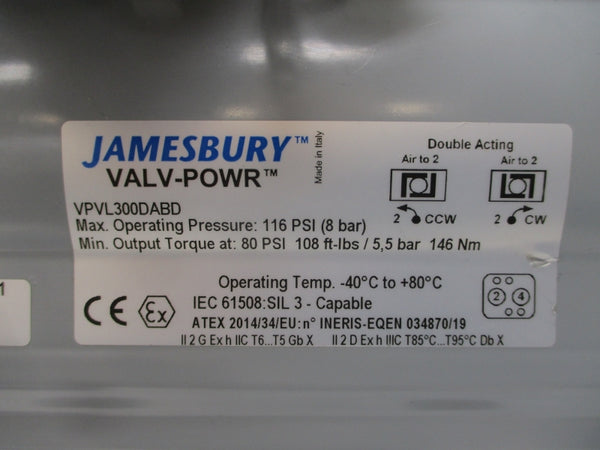 JAMESBURY™
VALV-POWR™
Made in Italy
VPVL300DABD
Max. Operating Pressure: 116 PSI (8 bar)
Min. Output Torque at: 80 PSI 108 ft-lbs / 5,5 bar 146 Nm
Double Acting
Air to 2 Air to 2
2 CCW 2 CW
Operating Temp. -40°C to +80°C
IEC 61508:SIL 3 - Capable
ATEX 2014/34/EU:n° INERIS-EQEN 034870/19
II 2 G Ex h IIC T6...T5 Gb X II 2 D Ex h IIIC T85°C...T95°C Db X
CE Ex
2 4
1